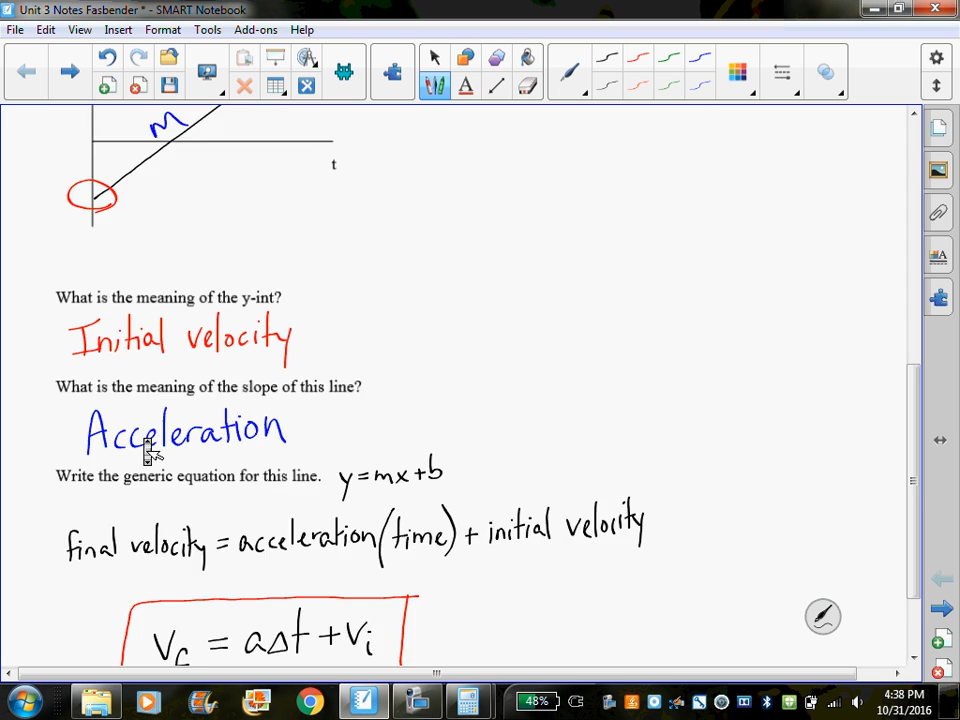 Unit 3 Notes Fasbender * - SMART Notebook
File Edit View Insert Format Tools Add-ons Help
m
t
What is the meaning of the y-int?
Initial velocity
What is the meaning of the slope of this line?
Acceleration
Write the generic equation for this line. y=mx+b
final velocity = acceleration(time) + initial velocity
v = aΔt + vi
48%
4:38 PM
10/31/2016